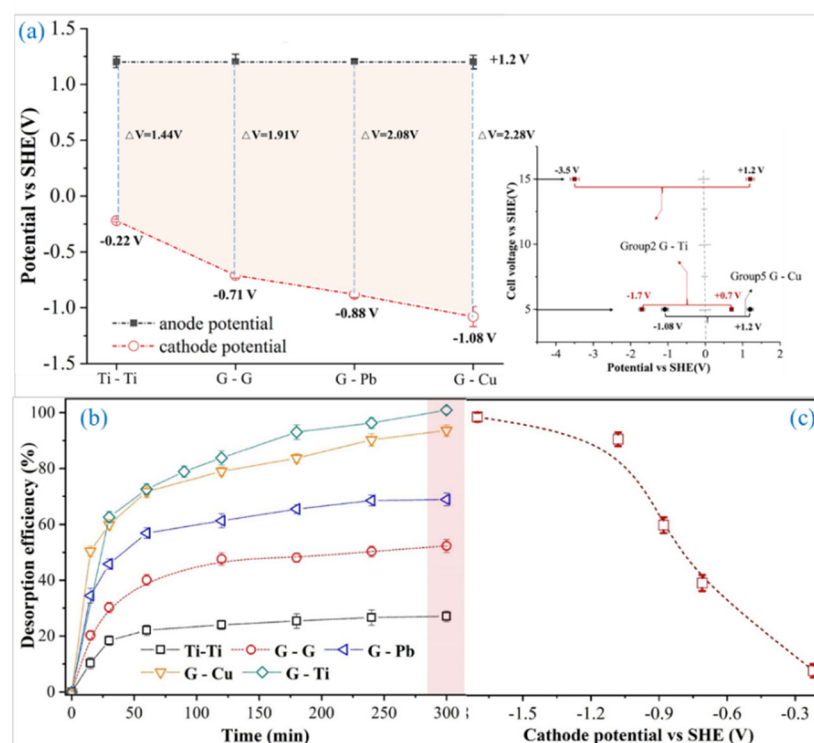 (a)
1.5
1.0
0.5
0.0
-0.5
-1.0
-1.5
Potential vs SHE(V)
+1.2 V
△V=1.44V
△V=1.91V
△V=2.08V
△V=2.28V
-0.22 V
-0.71 V
-0.88 V
-1.08 V
anode potential
cathode potential
Ti - Ti
G - G
G - Pb
G - Cu
-3.5 V
+1.2 V
15
10
5
0
Cell voltage vs SHE(V)
Group2 G - Ti
Group5 G - Cu
-1.7 V
+0.7 V
-1.08 V
+1.2 V
-4 -3 -2 -1 0 1 2
Potential vs SHE(V)
(b)
100
80
60
40
20
0
Desorption efficiency (%)
Ti-Ti
G - G
G - Pb
G - Cu
G - Ti
0 50 100 150 200 250 300
Time (min)
(c)
-1.5 -1.2 -0.9 -0.6 -0.3
Cathode potential vs SHE (V)